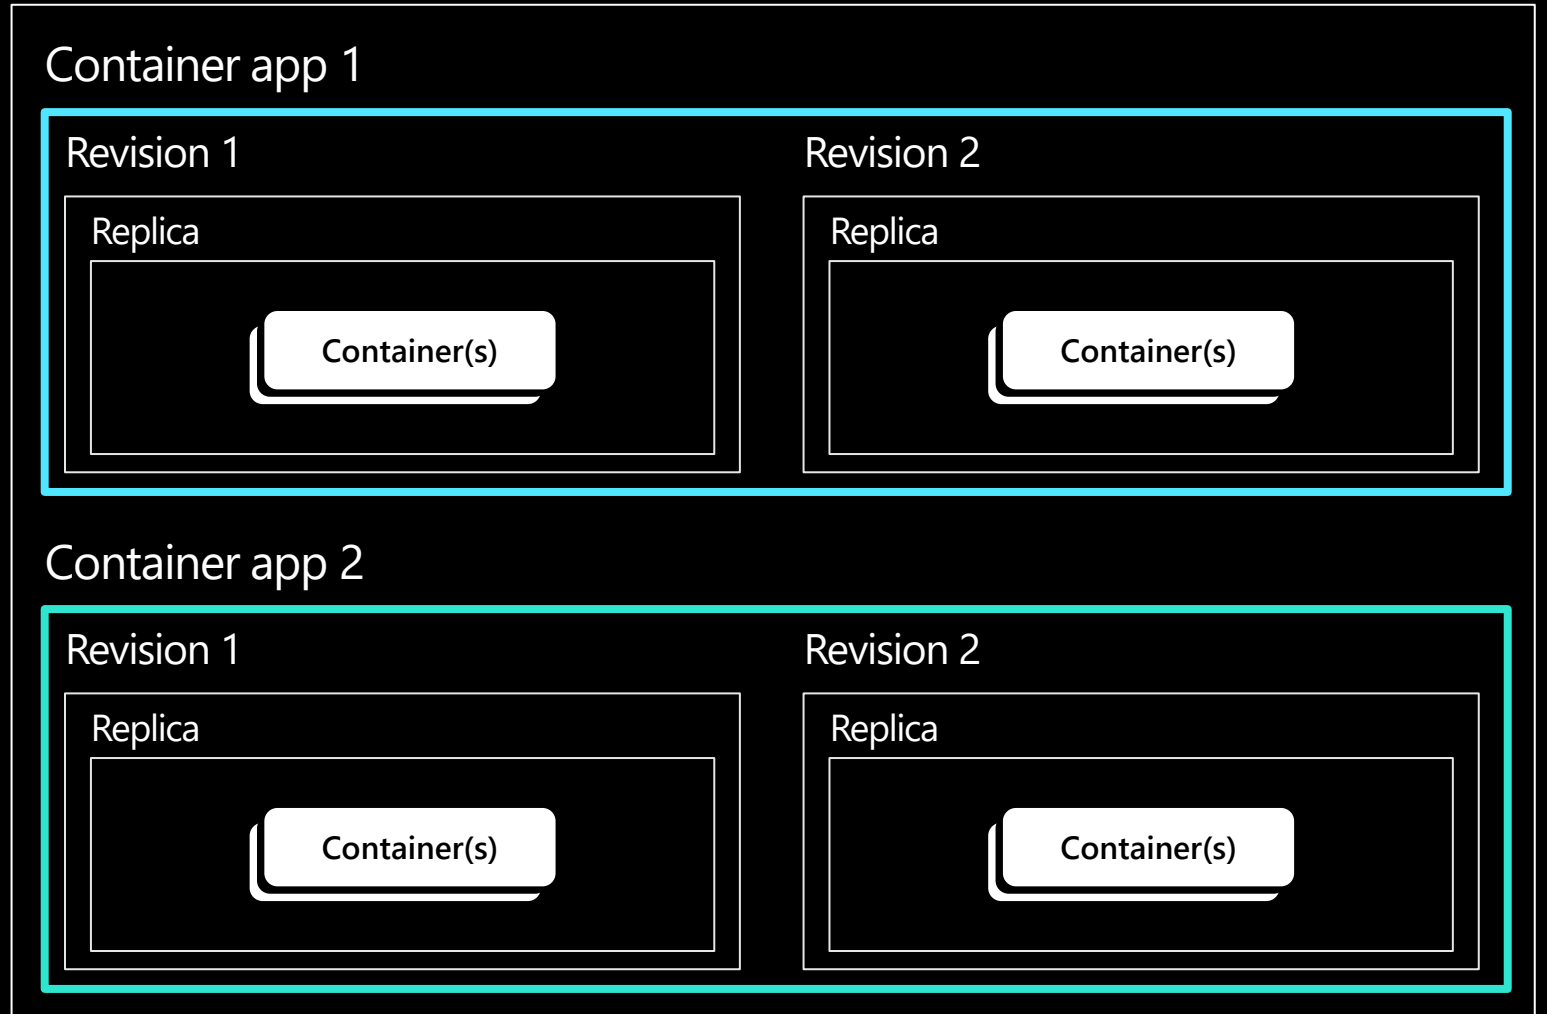 Container app 1
Revision 1
Revision 2
Replica
Replica
Container(s)
Container(s)
Container app 2
Revision 1
Revision 2
Replica
Replica
Container(s)
Container(s)